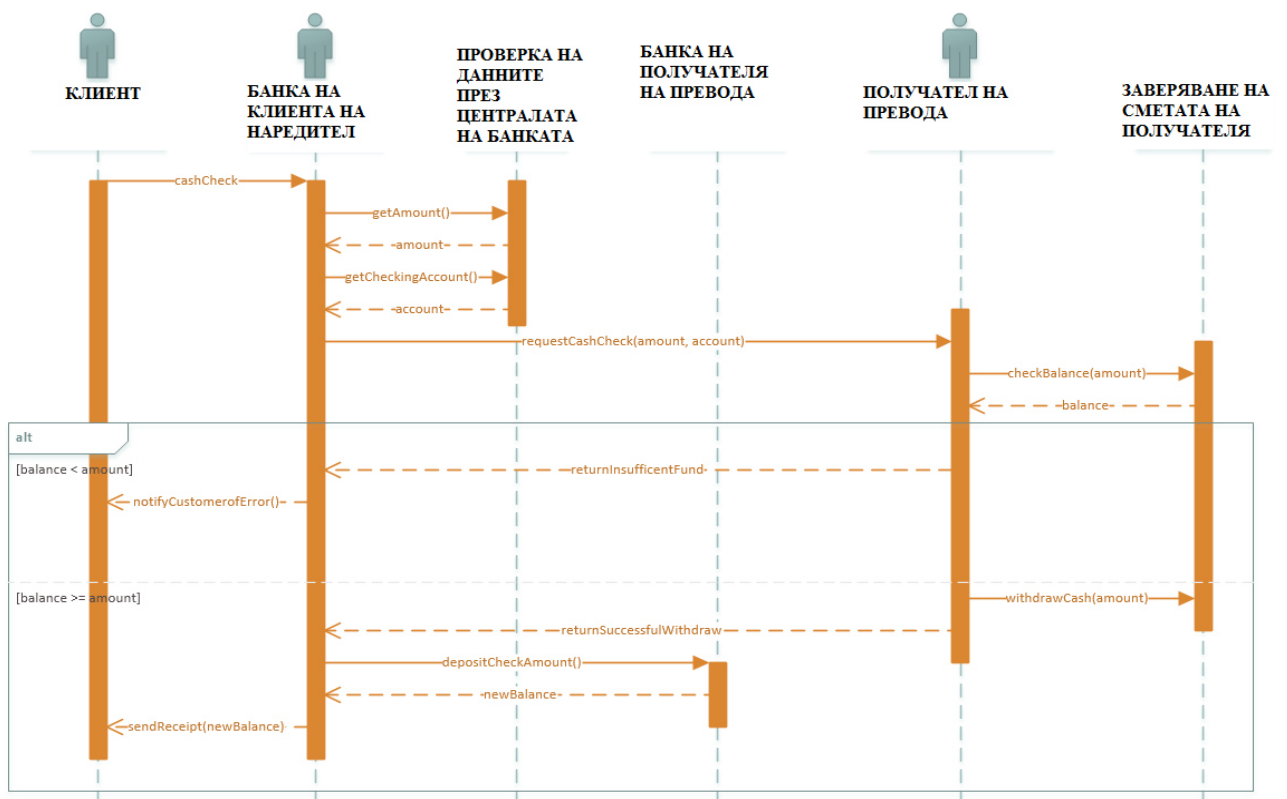 КЛИЕНТ
БАНКА НА
КЛИЕНТА НА
НАРЕДИТЕЛ
ПРОВЕРКА НА
ДАННИТЕ
ПРЕЗ
ЦЕНТРАЛАТА
НА БАНКАТА
БАНКА НА
ПОЛУЧАТЕЛЯ
НА ПРЕВОДА
ПОЛУЧАТЕЛ НА
ПРЕВОДА
ЗАВЕРЯВАНЕ НА
СМЕТАТА НА
ПОЛУЧАТЕЛЯ
cashCheck
getAmount()
amount
getCheckingAccount()
account
requestCashCheck(amount, account)
checkBalance(amount)
balance
alt
[balance < amount]
returnInsufficentFund
notifyCustomerofError()
[balance >= amount]
withdrawCash(amount)
returnSuccessfulWithdraw
depositCheckAmount()
newBalance
sendReceipt(newBalance)